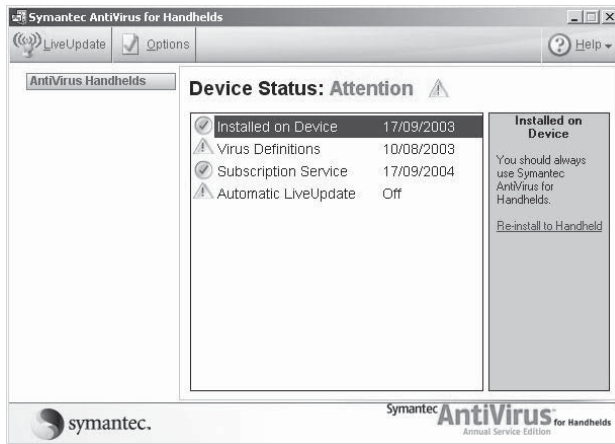 Symantec AntiVirus for Handhelds
LiveUpdate
Options
Help
AntiVirus Handhelds
Device Status: Attention
Installed on Device 17/09/2003
Virus Definitions 10/08/2003
Subscription Service 17/09/2004
Automatic LiveUpdate Off
Installed on
Device
You should always
use Symantec
AntiVirus for
Handhelds.
Re-install to Handheld
symantec.
Symantec AntiVirus for Handhelds
Annual Service Edition